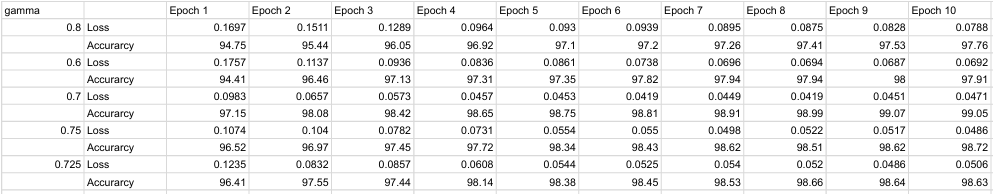 gamma Epoch 1 Epoch 2 Epoch 3 Epoch 4 Epoch 5 Epoch 6 Epoch 7 Epoch 8 Epoch 9 Epoch 10
0.8 Loss 0.1697 0.1511 0.1289 0.0964 0.093 0.0939 0.0895 0.0875 0.0828 0.0788
Accurarcy 94.75 95.44 96.05 96.92 97.1 97.2 97.26 97.41 97.53 97.76
0.6 Loss 0.1757 0.1137 0.0936 0.0836 0.0861 0.0738 0.0696 0.0694 0.0687 0.0692
Accurarcy 94.41 96.46 97.13 97.31 97.35 97.82 97.94 97.94 98 97.91
0.7 Loss 0.0983 0.0657 0.0573 0.0457 0.0453 0.0419 0.0449 0.0419 0.0451 0.0471
Accurarcy 97.15 98.08 98.42 98.65 98.75 98.81 98.91 98.99 99.07 99.05
0.75 Loss 0.1074 0.104 0.0782 0.0731 0.0554 0.055 0.0498 0.0522 0.0517 0.0486
Accurarcy 96.52 96.97 97.45 97.72 98.34 98.43 98.62 98.51 98.62 98.72
0.725 Loss 0.1235 0.0832 0.0857 0.0608 0.0544 0.0525 0.054 0.052 0.0486 0.0506
Accurarcy 96.41 97.55 97.44 98.14 98.38 98.45 98.53 98.66 98.64 98.63